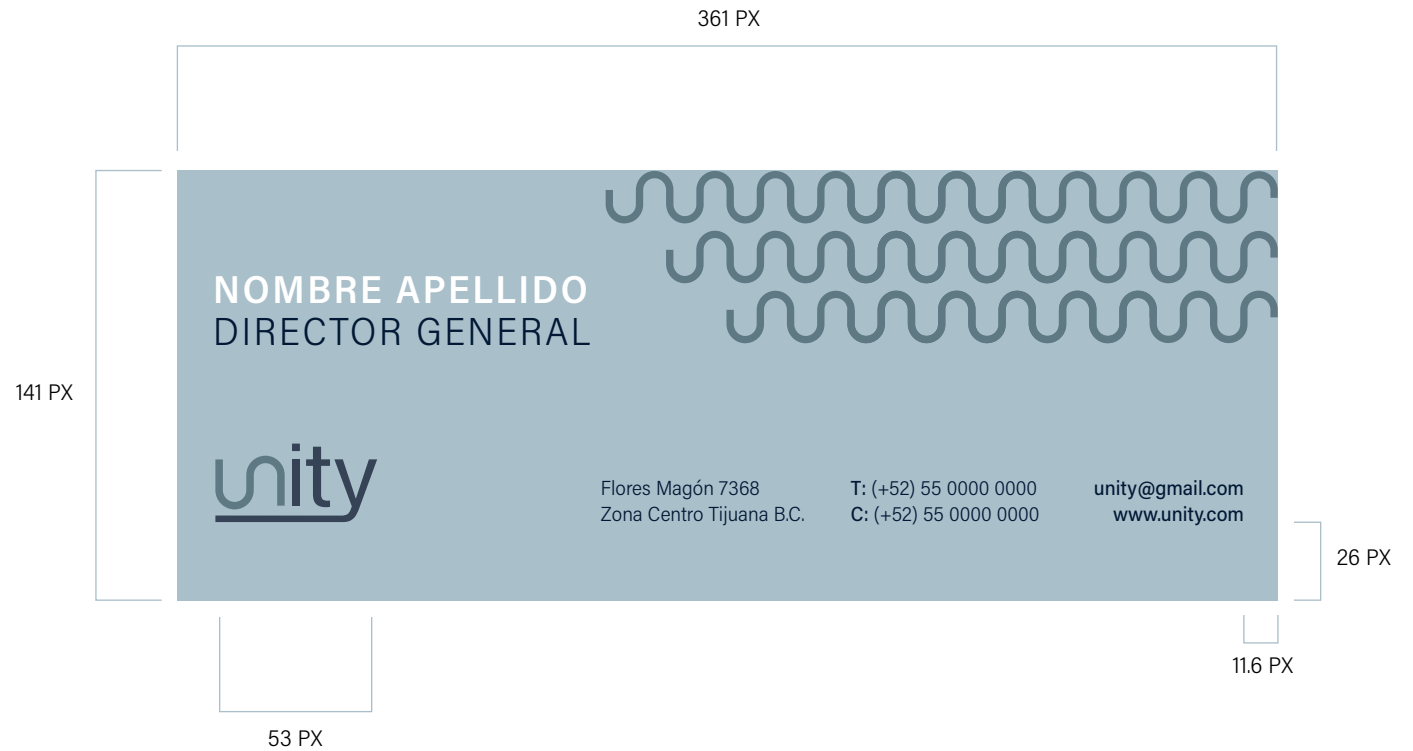 361 PX
NOMBRE APELLIDO
DIRECTOR GENERAL
141 PX
unity
Flores Magón 7368
Zona Centro Tijuana B.C.
T: (+52) 55 0000 0000
C: (+52) 55 0000 0000
unity@gmail.com
www.unity.com
26 PX
11.6 PX
53 PX